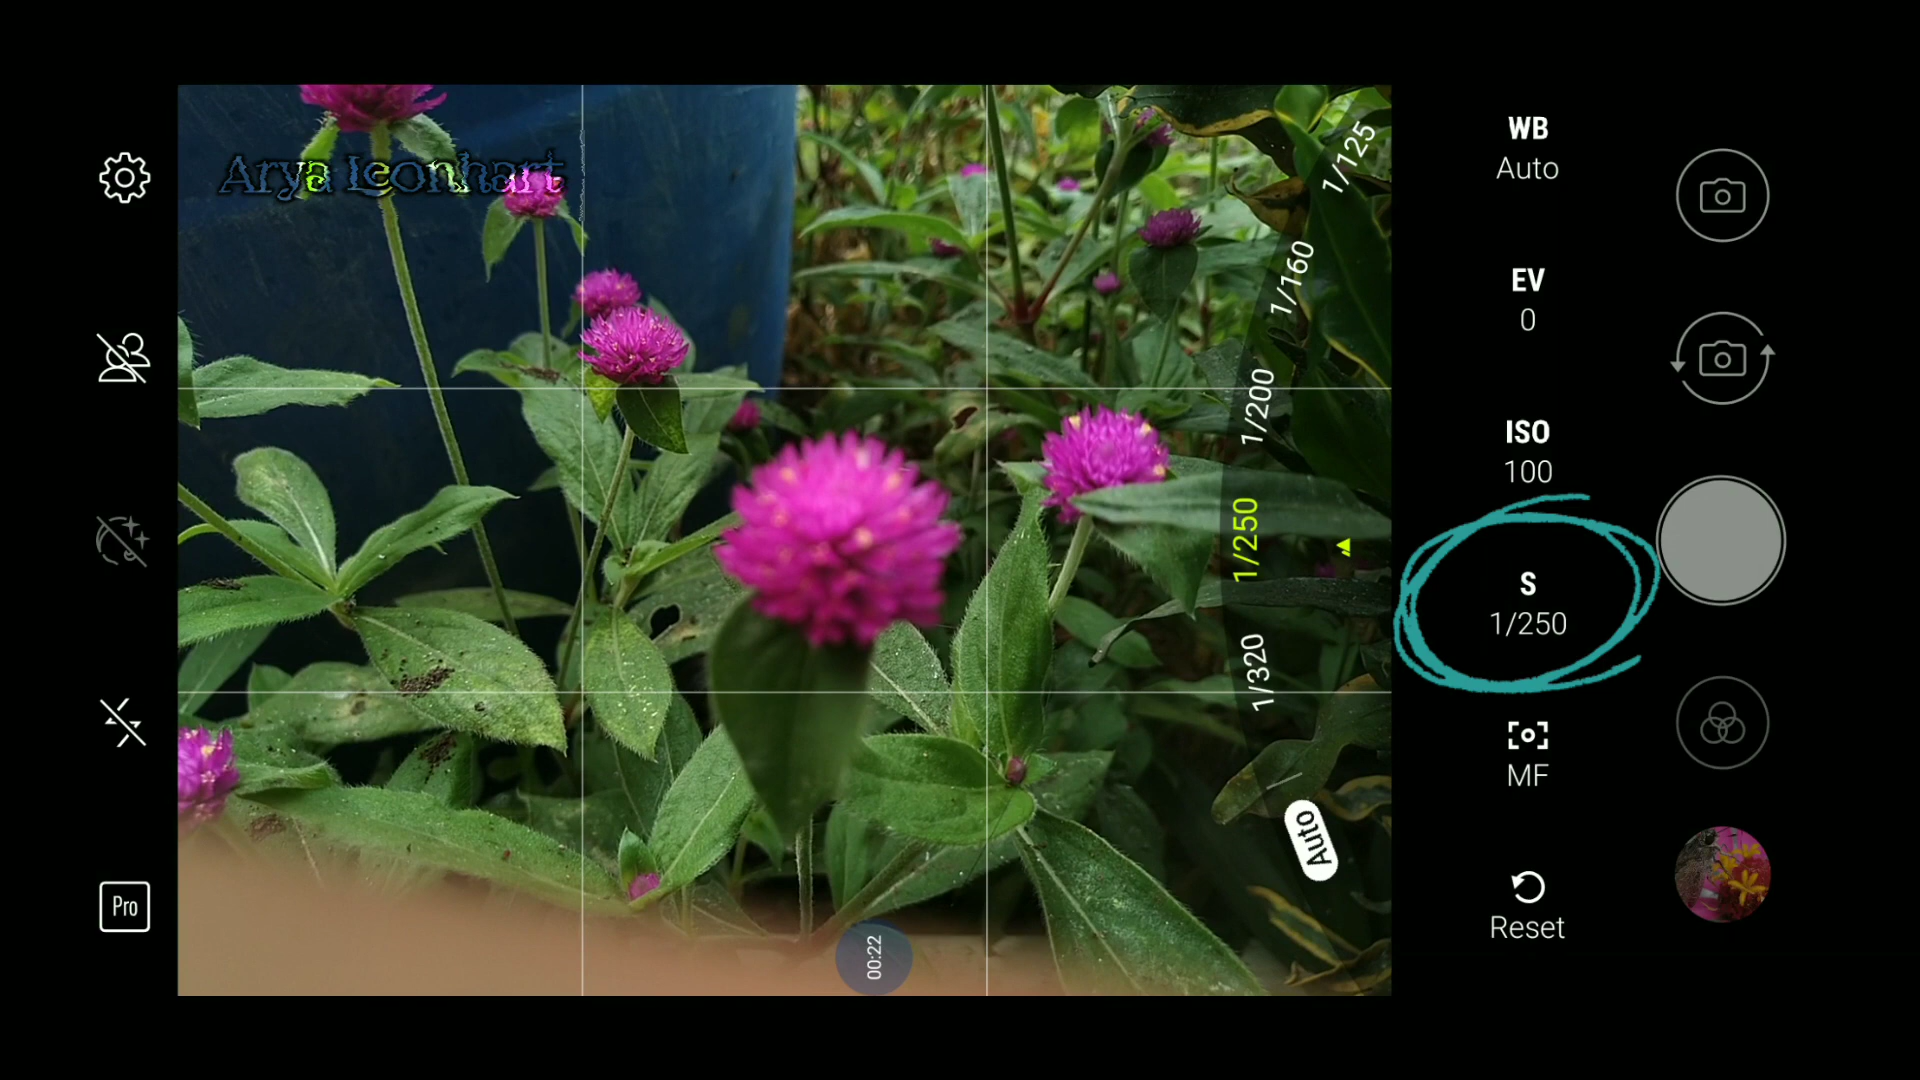 Arya Leonhart
1/125
1/160
1/200
1/250
1/320
Auto
00:22
Pro
WB
Auto
EV
0
ISO
100
S
1/250
MF
Reset